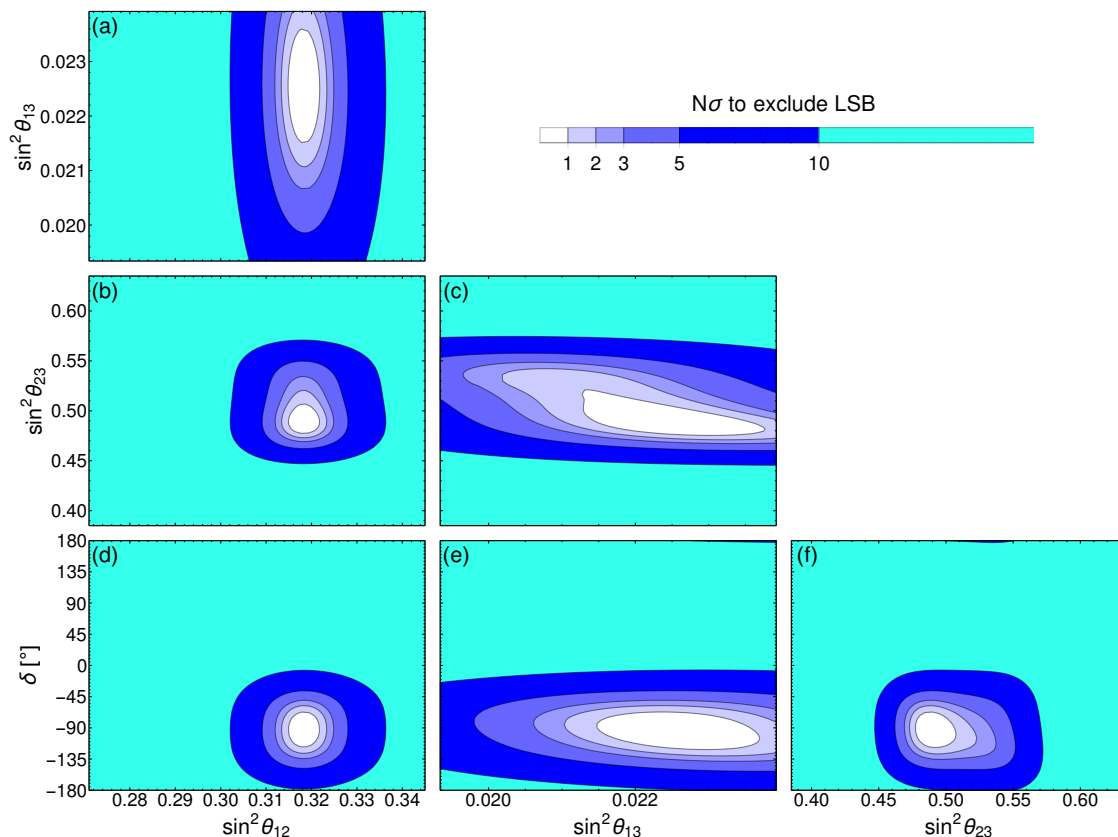 (a)
sin²θ₁₃
0.023
0.022
0.021
0.020
Nσ to exclude LSB
1 2 3 5 10
(b)
sin²θ₂₃
0.60
0.55
0.50
0.45
0.40
(c)
(d)
δ [°]
180
135
90
45
0
-45
-90
-135
-180
0.28 0.29 0.30 0.31 0.32 0.33 0.34
sin²θ₁₂
(e)
0.020 0.022
sin²θ₁₃
(f)
0.40 0.45 0.50 0.55 0.60
sin²θ₂₃